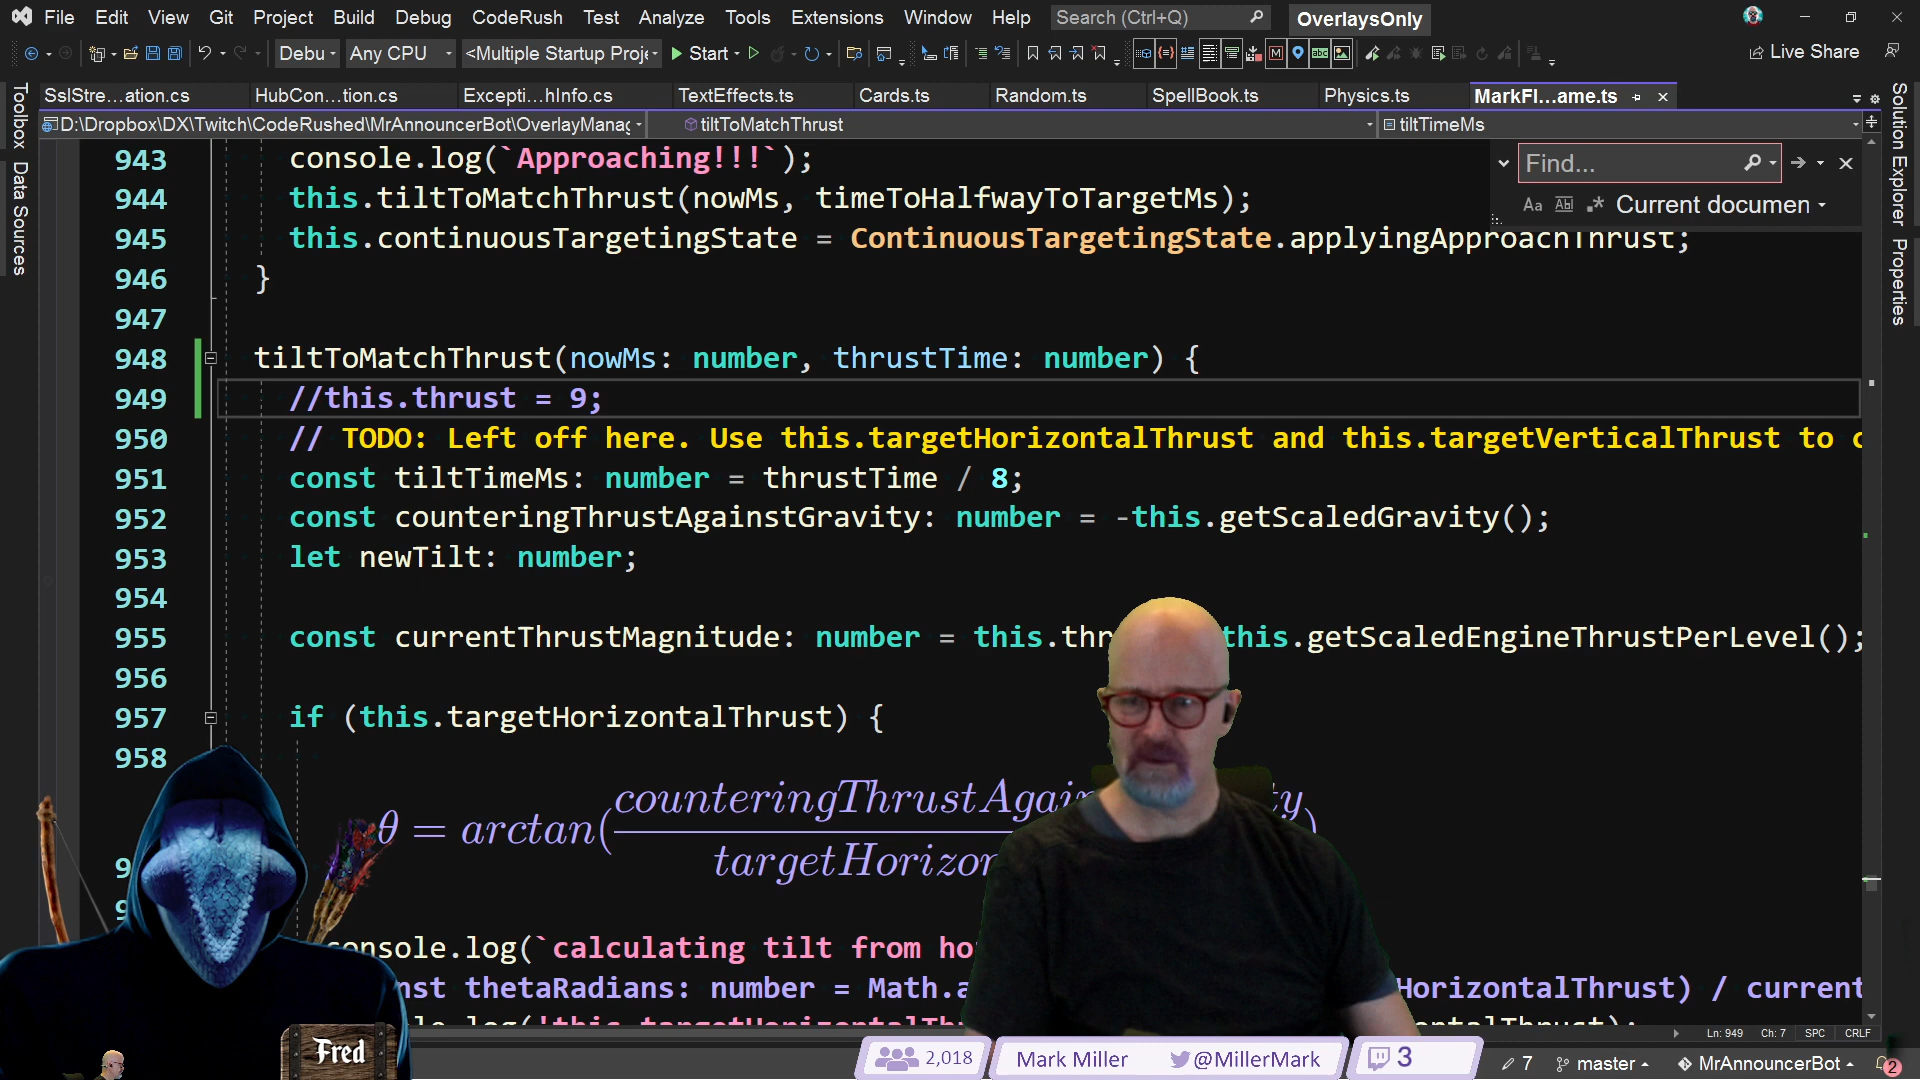 File Edit View Git Project Build Debug CodeRush Test Analyze Tools Extensions Window Help Search (Ctrl+Q) OverlaysOnly
Debu Any CPU <Multiple Startup Proje Start Live Share
SslStre...ation.cs HubCon...tion.cs Excepti...hInfo.cs TextEffects.ts Cards.ts Random.ts SpellBook.ts Physics.ts MarkFl...ame.ts
D:\Dropbox\DX\Twitch\CodeRushed\MrAnnouncerBot\OverlayManag tiltToMatchThrust tiltTimeMs
Toolbox
Data Sources
Solution Explorer
Properties
Find...
Aa Current documen
943 console.log(`Approaching!!!`);
944 this.tiltToMatchThrust(nowMs, timeToHalfwayToTargetMs);
945 this.continuousTargetingState = ContinuousTargetingState.applyingApproachThrust;
946 }
947
948 tiltToMatchThrust(nowMs: number, thrustTime: number) {
949 //this.thrust = 9;
950 // TODO: Left off here. Use this.targetHorizontalThrust and this.targetVerticalThrust to c
951 const tiltTimeMs: number = thrustTime / 8;
952 const counteringThrustAgainstGravity: number = -this.getScaledGravity();
953 let newTilt: number;
954
955 const currentThrustMagnitude: number = this.thr this.getScaledEngineThrustPerLevel();
956
957 if (this.targetHorizontalThrust) {
958
θ = arctan(counteringThrustAgain ty
targetHorizon )
console.log(`calculating tilt from ho
nst thetaRadians: number = Math.a HorizontalThrust) / current
Ln: 949 Ch: 7 SPC CRLF
Fred
2,018 Mark Miller @MillerMark 3
7 master MrAnnouncerBot 2